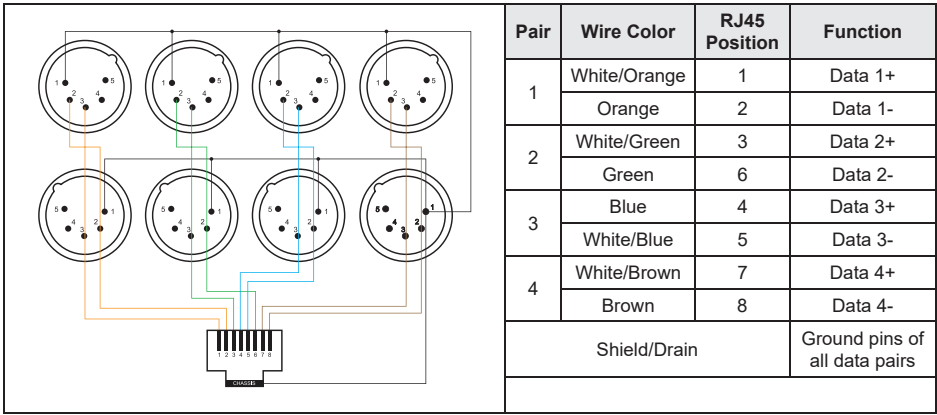 1 5 1 5 1 5 1 5
2 3 4 2 3 4 2 3 4 2 3 4
5 1 5 1 5 1 5 1
4 3 2 4 3 2 4 3 2 4 3 2
1 2 3 4 5 6 7 8
CHASSIS
Pair Wire Color RJ45 Position Function
1 White/Orange 1 Data 1+
Orange 2 Data 1-
2 White/Green 3 Data 2+
Green 6 Data 2-
3 Blue 4 Data 3+
White/Blue 5 Data 3-
4 White/Brown 7 Data 4+
Brown 8 Data 4-
Shield/Drain Ground pins of
all data pairs